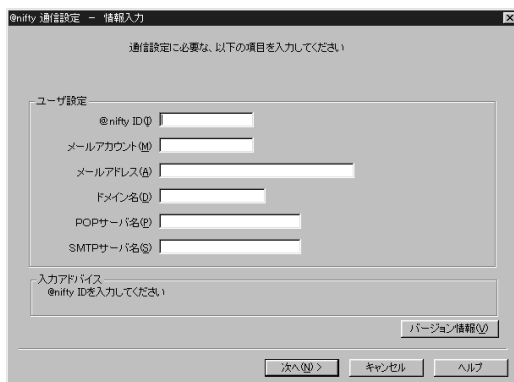 @nifty 通信設定 － 情報入力
通信設定に必要な、以下の項目を入力してください
ユーザ設定
@nifty ID(I)
メールアカウント(M)
メールアドレス(A)
ドメイン名(D)
POPサーバ名(P)
SMTPサーバ名(S)
入力アドバイス
@nifty IDを入力してください
バージョン情報(V)
次へ(N) >
キャンセル
ヘルプ